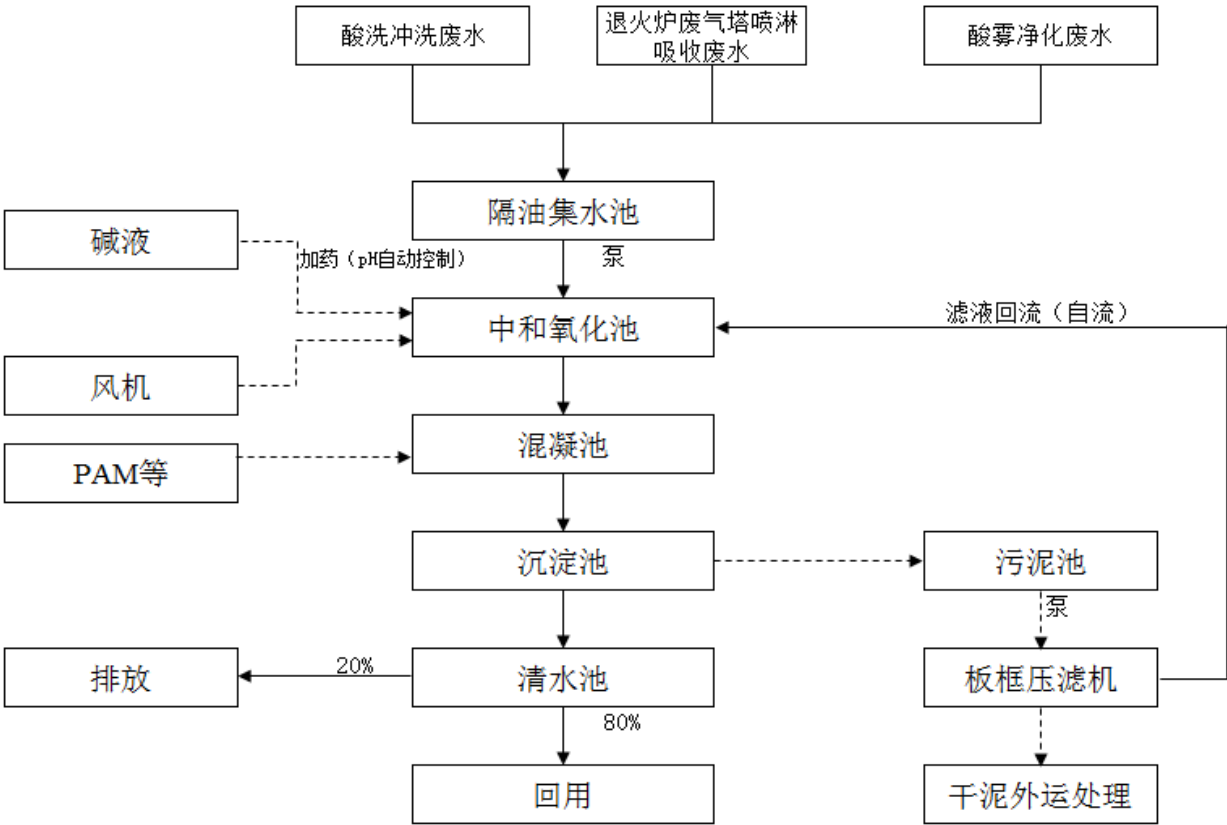 酸洗冲洗废水
退火炉废气塔喷淋
吸收废水
酸雾净化废水
隔油集水池
碱液
加药（pH自动控制）
泵
中和氧化池
滤液回流（自流）
风机
混凝池
PAM等
沉淀池
污泥池
泵
排放
20%
清水池
板框压滤机
80%
回用
干泥外运处理